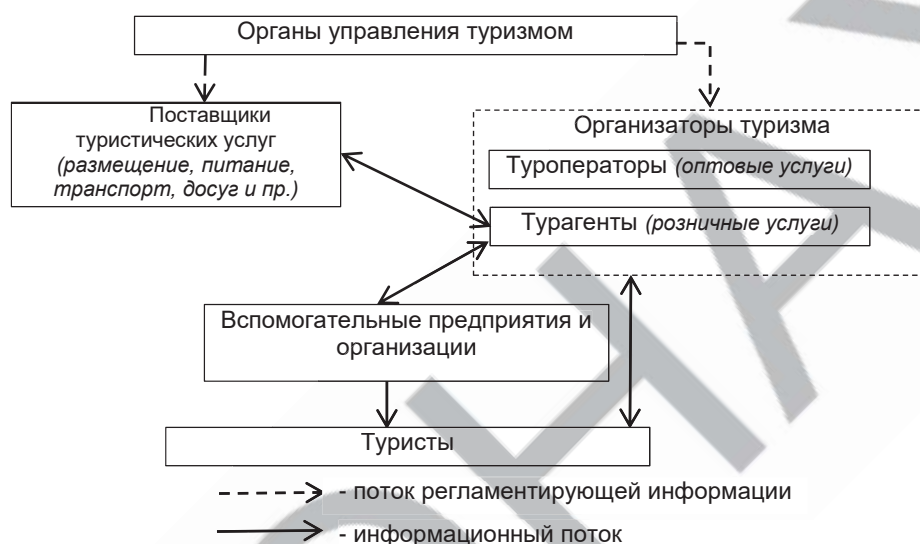 Органы управления туризмом
Поставщики
туристических услуг
(размещение, питание,
транспорт, досуг и пр.)
Организаторы туризма
Туроператоры (оптовые услуги)
Турагенты (розничные услуги)
Вспомогательные предприятия и
организации
Туристы
- поток регламентирующей информации
- информационный поток